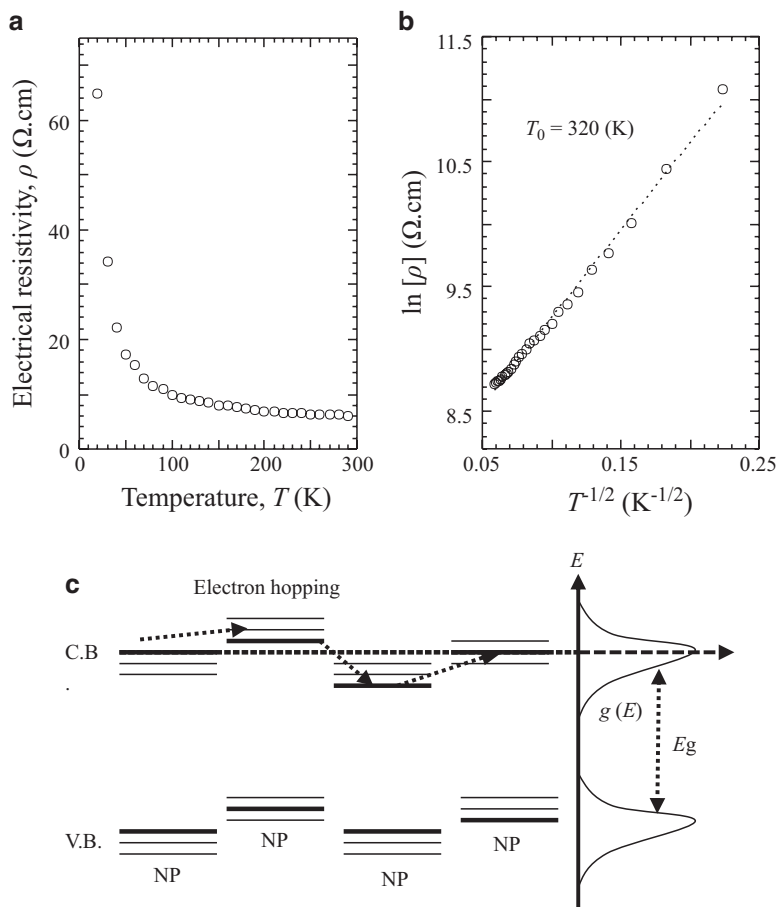 a
Electrical resistivity, ρ (Ω.cm)
60
40
20
0
0
100
200
300
Temperature, T (K)
b
ln [ρ] (Ω.cm)
11.5
10.5
9.5
8.5
T₀ = 320 (K)
0.05
0.15
0.25
T⁻¹/² (K⁻¹/²)
c
Electron hopping
E
C.B
.
g (E)
Eg
V.B.
NP
NP
NP
NP